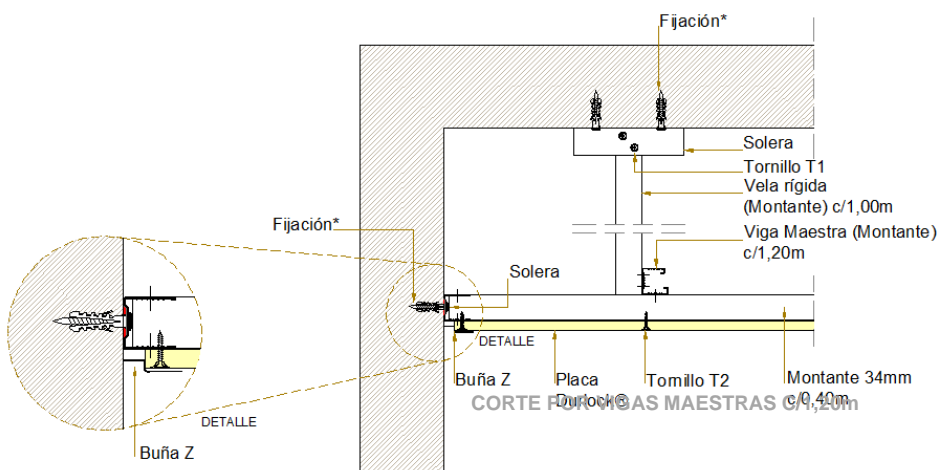 Fijación*
Solera
Tornillo T1
Vela rígida
(Montante) c/1,00m
Viga Maestra (Montante)
c/1,20m
Fijación*
Solera
DETALLE
Buña Z
Placa
Durlock®
Tornillo T2
Montante 34mm
c/0,40m
CORTE POR VIGAS MAESTRAS C/1,20m
DETALLE
Buña Z